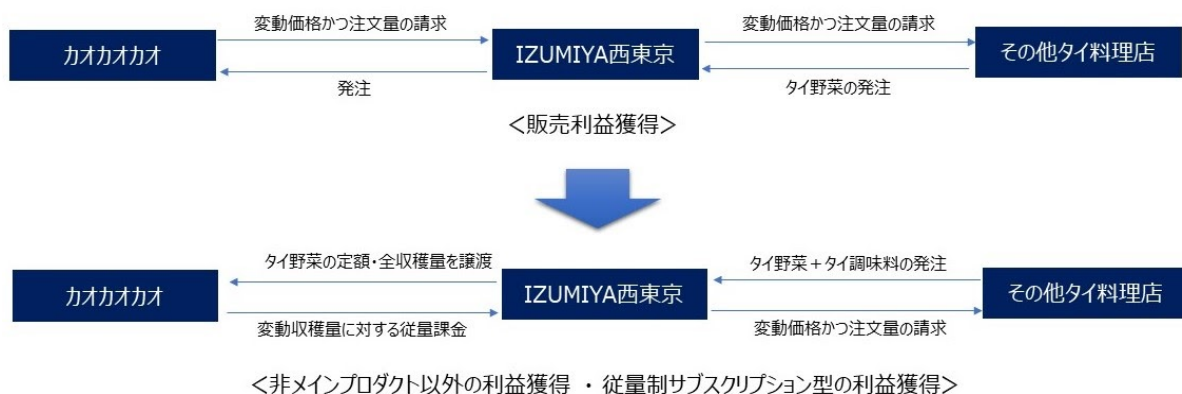 変動価格かつ注文量の請求
変動価格かつ注文量の請求
カオカオカオ
IZUMIYA西東京
その他タイ料理店
発注
タイ野菜の発注
＜販売利益獲得＞
タイ野菜の定額・全収穫量を譲渡
タイ野菜＋タイ調味料の発注
カオカオカオ
IZUMIYA西東京
その他タイ料理店
変動収穫量に対する従量課金
変動価格かつ注文量の請求
＜非メインプロダクト以外の利益獲得 ・ 従量制サブスクリプション型の利益獲得＞